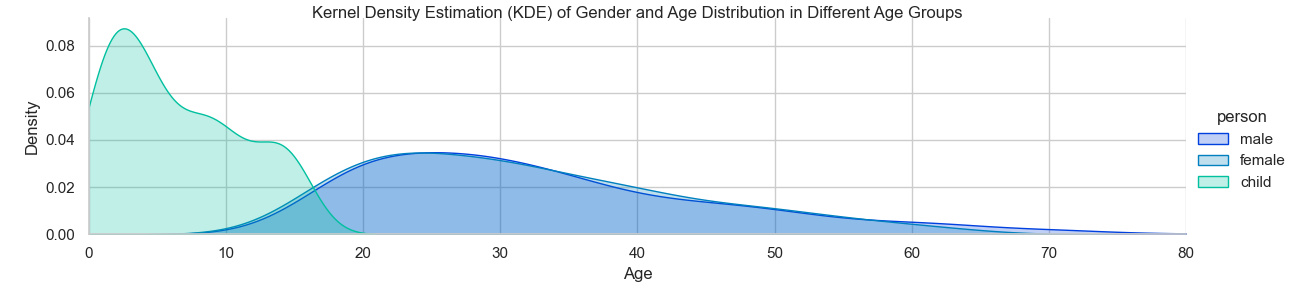 Kernel Density Estimation (KDE) of Gender and Age Distribution in Different Age Groups
0.08
0.06
0.04
0.02
0.00
Density
0 10 20 30 40 50 60 70 80
Age
person
male
female
child